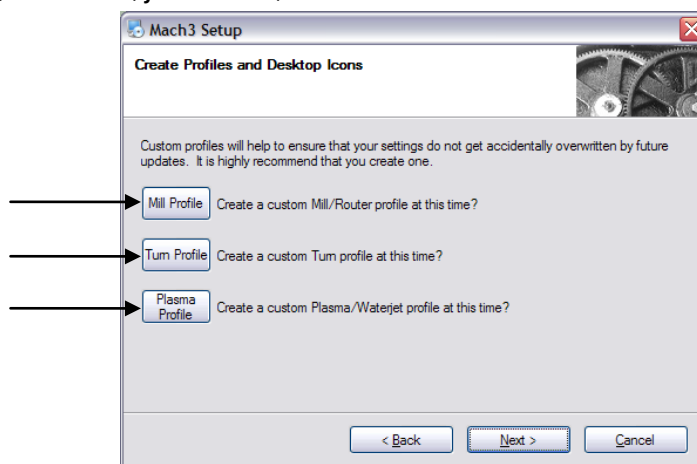 Mach3 Setup
Create Profiles and Desktop Icons
Custom profiles will help to ensure that your settings do not get accidentally overwritten by future
updates. It is highly recommend that you create one.
Mill Profile Create a custom Mill/Router profile at this time?
Turn Profile Create a custom Turn profile at this time?
Plasma
Profile Create a custom Plasma/Waterjet profile at this time?
< Back Next > Cancel